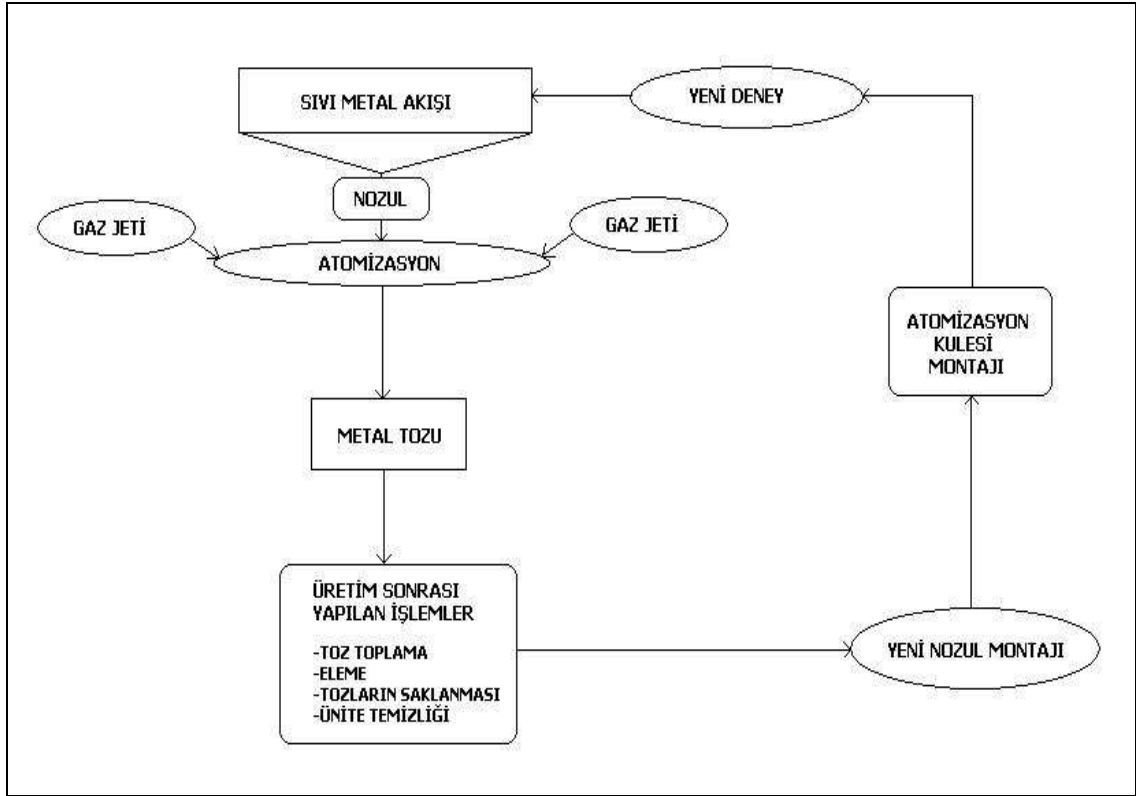 SIVI METAL AKIŞI
YENİ DENEY
NOZUL
GAZ JETİ
GAZ JETİ
ATOMİZASYON
ATOMİZASYON
KULESİ
MONTAJI
METAL TOZU
ÜRETİM SONRASI
YAPILAN İŞLEMLER
-TOZ TOPLAMA
-ELEME
-TOZLARIN SAKLANMASI
-ÜNİTE TEMİZLİĞİ
YENİ NOZUL MONTAJI